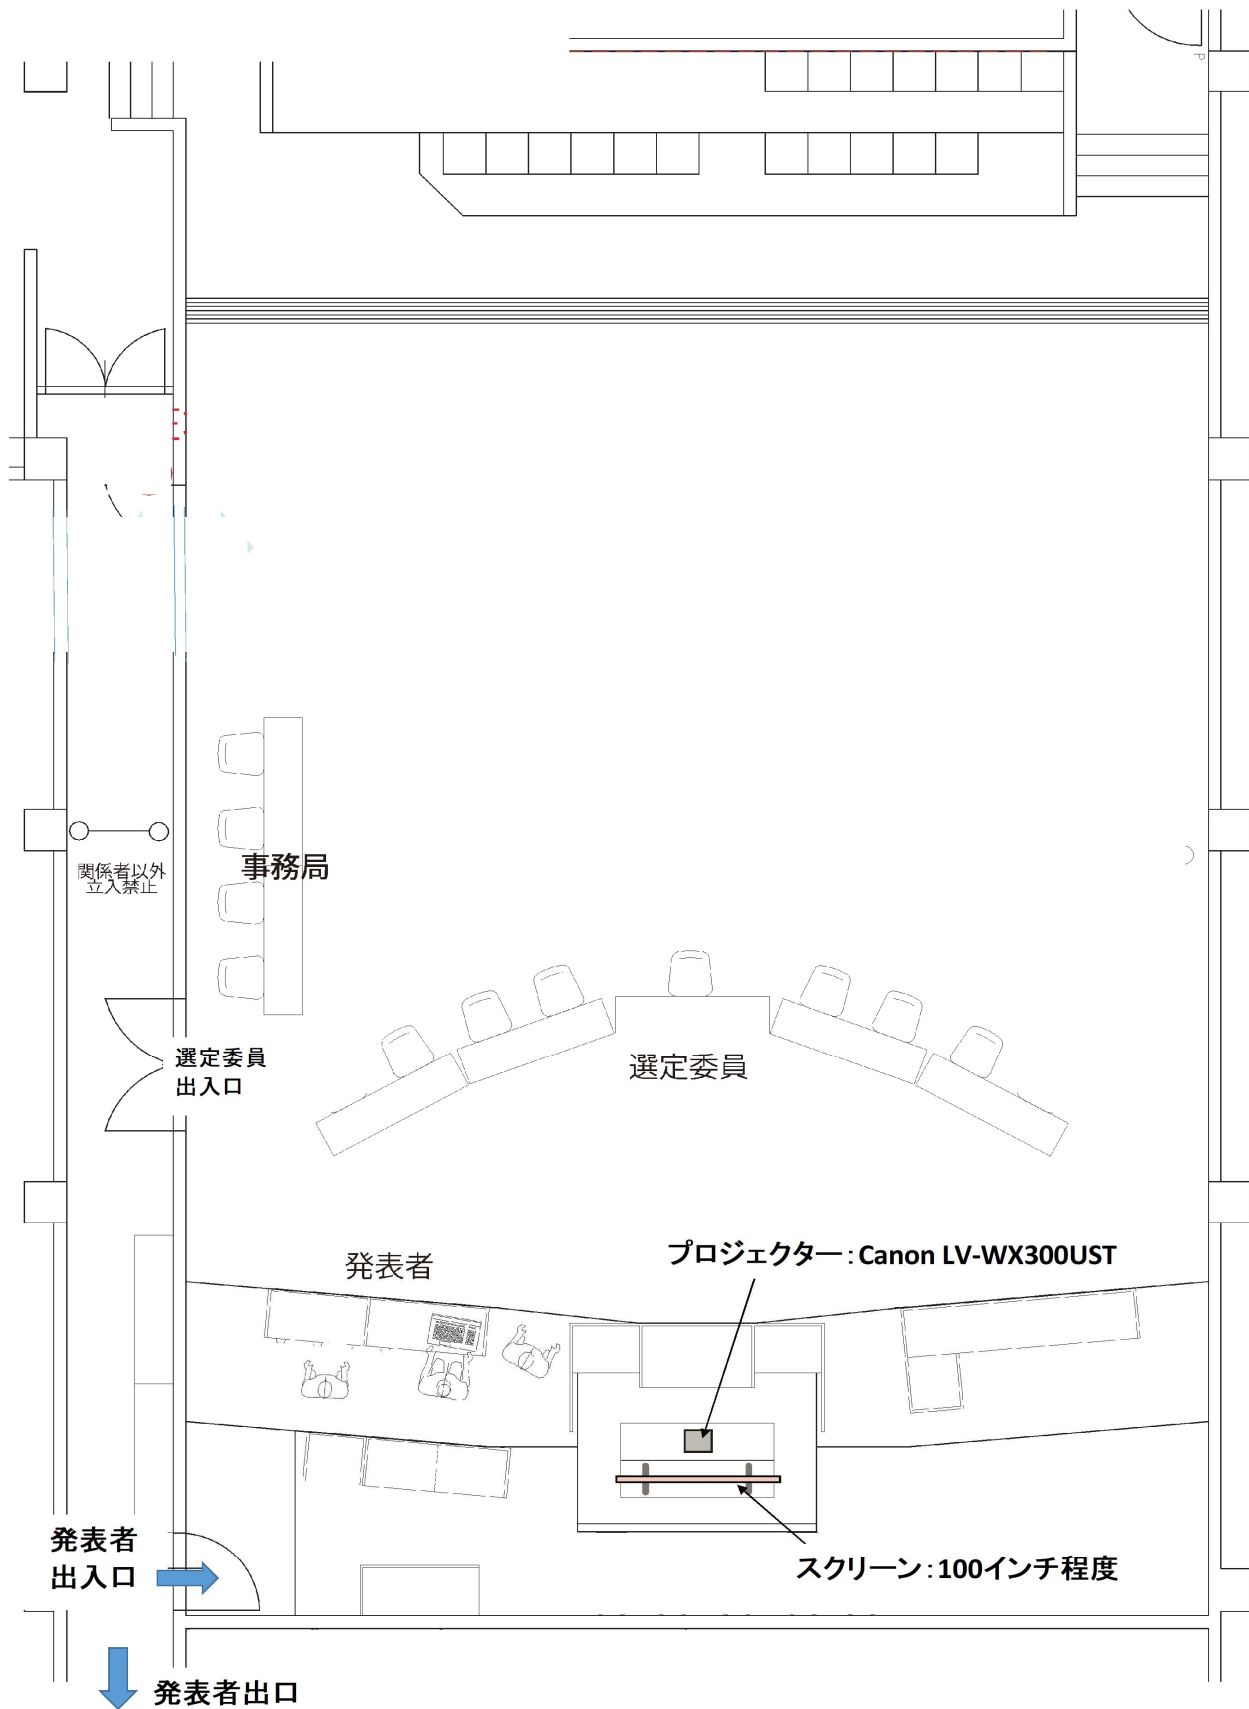 P
関係者以外
立入禁止
事務局
選定委員
出入口
選定委員
発表者
プロジェクター：Canon LV-WX300UST
発表者
出入口
スクリーン：100インチ程度
発表者出口